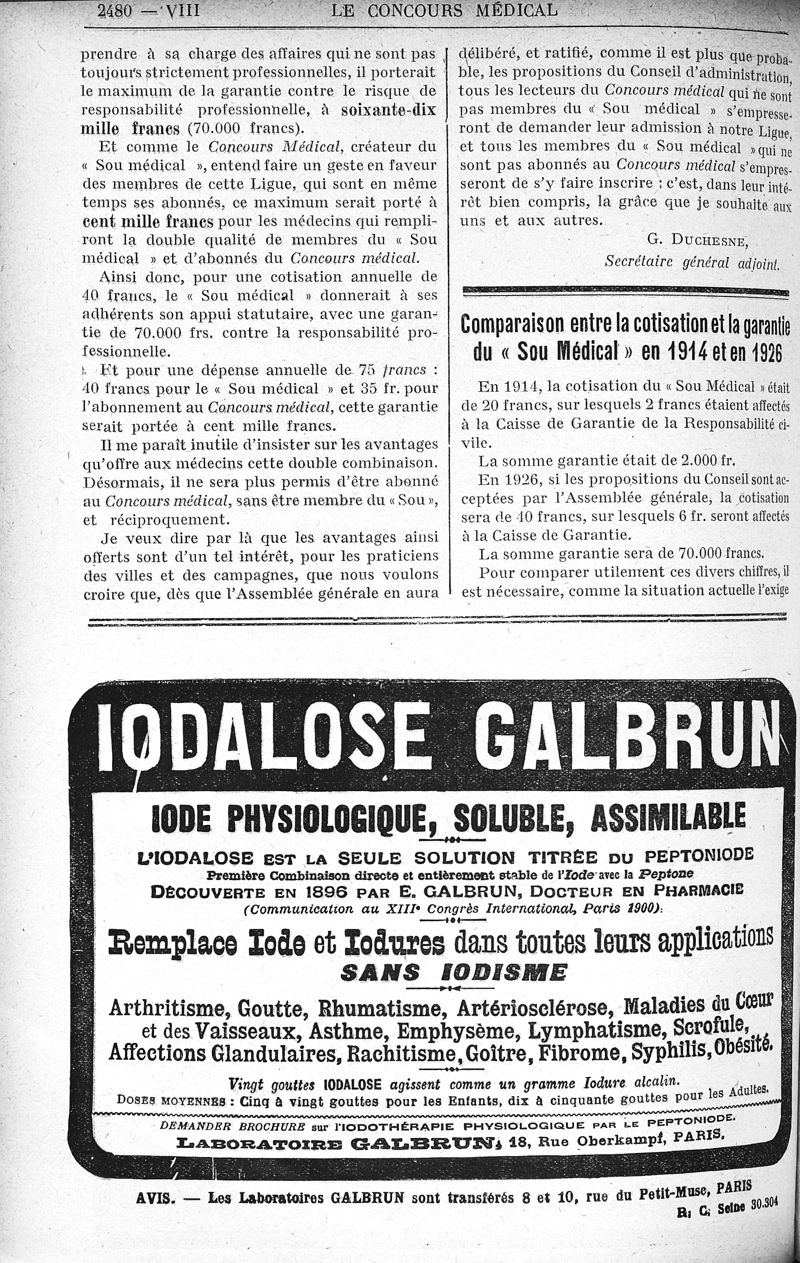 2480 — VIII
LE CONCOURS MÉDICAL
prendre à sa charge des affaires qui ne sont pas
toujours strictement professionnelles, il porterait
le maximum de la garantie contre le risque de
responsabilité professionnelle, à soixante-dix
mille francs (70.000 francs).
Et comme le Concours Médical, créateur du
« Sou médical », entend faire un geste en faveur
des membres de cette Ligue, qui sont en même
temps ses abonnés, ce maximum serait porté à
cent mille francs pour les médecins qui rempli-
ront la double qualité de membres du « Sou
médical » et d'abonnés du Concours médical.
Ainsi donc, pour une cotisation annuelle de
40 francs, le « Sou médical » donnerait à ses
adhérents son appui statutaire, avec une garan-
tie de 70.000 frs. contre la responsabilité pro-
fessionnelle.
Et pour une dépense annuelle de 75 francs :
40 francs pour le « Sou médical » et 35 fr. pour
l'abonnement au Concours médical, cette garantie
serait portée à cent mille francs.
Il me paraît inutile d'insister sur les avantages
qu'offre aux médecins cette double combinaison.
Désormais, il ne sera plus permis d'être abonné
au Concours médical, sans être membre du « Sou »,
et réciproquement.
Je veux dire par là que les avantages ainsi
offerts sont d'un tel intérêt, pour les praticiens
des villes et des campagnes, que nous voulons
croire que, dès que l'Assemblée générale en aura
délibéré, et ratifié, comme il est plus que proba-
ble, les propositions du Conseil d'administration,
tous les lecteurs du Concours médical qui ne sont
pas membres du « Sou médical » s'empresse-
ront de demander leur admission à notre Ligue,
et tous les membres du « Sou médical » qui ne
sont pas abonnés au Concours médical s'empres-
seront de s'y faire inscrire ; c'est, dans leur inté-
rêt bien compris, la grâce que je souhaite aux
uns et aux autres.
G. DUCHESNE,
Secrétaire général adjoint.
Comparaison entre la cotisation et la garantie
du « Sou Médical » en 1914 et en 1926
En 1914, la cotisation du « Sou Médical » était
de 20 francs, sur lesquels 2 francs étaient affectés
à la Caisse de Garantie de la Responsabilité ci-
vile.
La somme garantie était de 2.000 fr.
En 1926, si les propositions du Conseil sont ac-
ceptées par l'Assemblée générale, la cotisation
sera de 40 francs, sur lesquels 6 fr. seront affectés
à la Caisse de Garantie.
La somme garantie sera de 70.000 francs.
Pour comparer utilement ces divers chiffres, il
est nécessaire, comme la situation actuelle l'exige
IODALOSE GALBRUN
IODE PHYSIOLOGIQUE, SOLUBLE, ASSIMILABLE
L'IODALOSE EST LA SEULE SOLUTION TITRÉE DU PEPTONIODE
Première Combinaison directe et entièrement stable de l'Iode avec la Peptone
DÉCOUVERTE EN 1896 PAR E. GALBRUN, DOCTEUR EN PHARMACIE
(Communication au XIIIe Congrès International, Paris 1900).
Remplace Iode et Iodures dans toutes leurs applications
SANS IODISME
Arthritisme, Goutte, Rhumatisme, Artériosclérose, Maladies du Cœur
et des Vaisseaux, Asthme, Emphysème, Lymphatisme, Scrofule,
Affections Glandulaires, Rachitisme, Goître, Fibrome, Syphilis, Obésité.
Vingt gouttes IODALOSE agissent comme un gramme Iodure alcalin.
DOSES MOYENNES : Cinq à vingt gouttes pour les Enfants, dix à cinquante gouttes pour les Adultes.
DEMANDER BROCHURE sur l'IODOTHÉRAPIE PHYSIOLOGIQUE PAR LE PEPTONIODE.
LABORATOIRE GALBRUN, 18, Rue Oberkampf, PARIS.
AVIS. — Les Laboratoires GALBRUN sont transférés 8 et 10, rue du Petit-Musc, PARIS
R. C. Seine 30.304